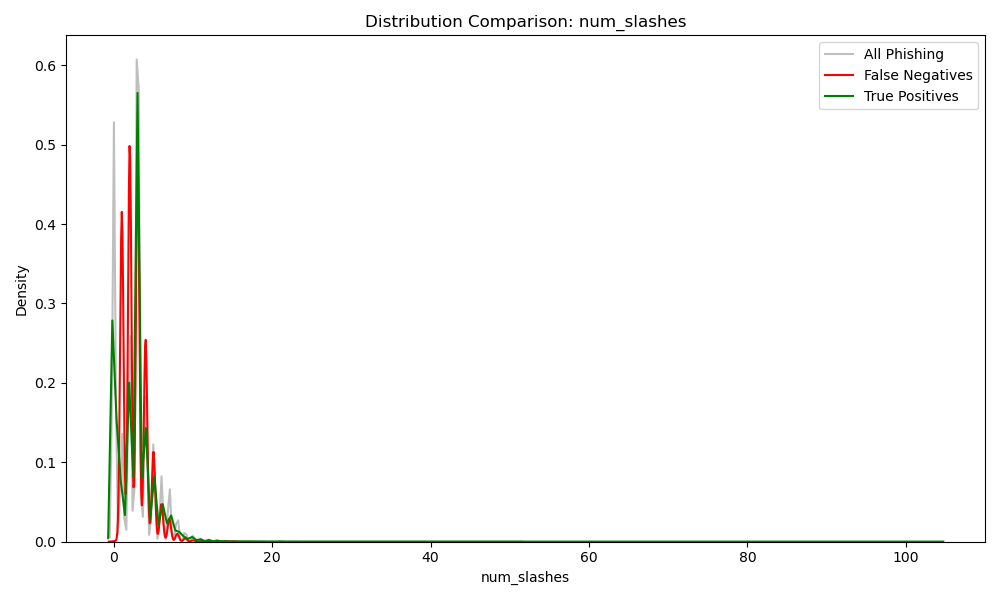 Distribution Comparison: num_slashes
All Phishing
False Negatives
True Positives
Density
0.6
0.5
0.4
0.3
0.2
0.1
0.0
0 20 40 60 80 100
num_slashes